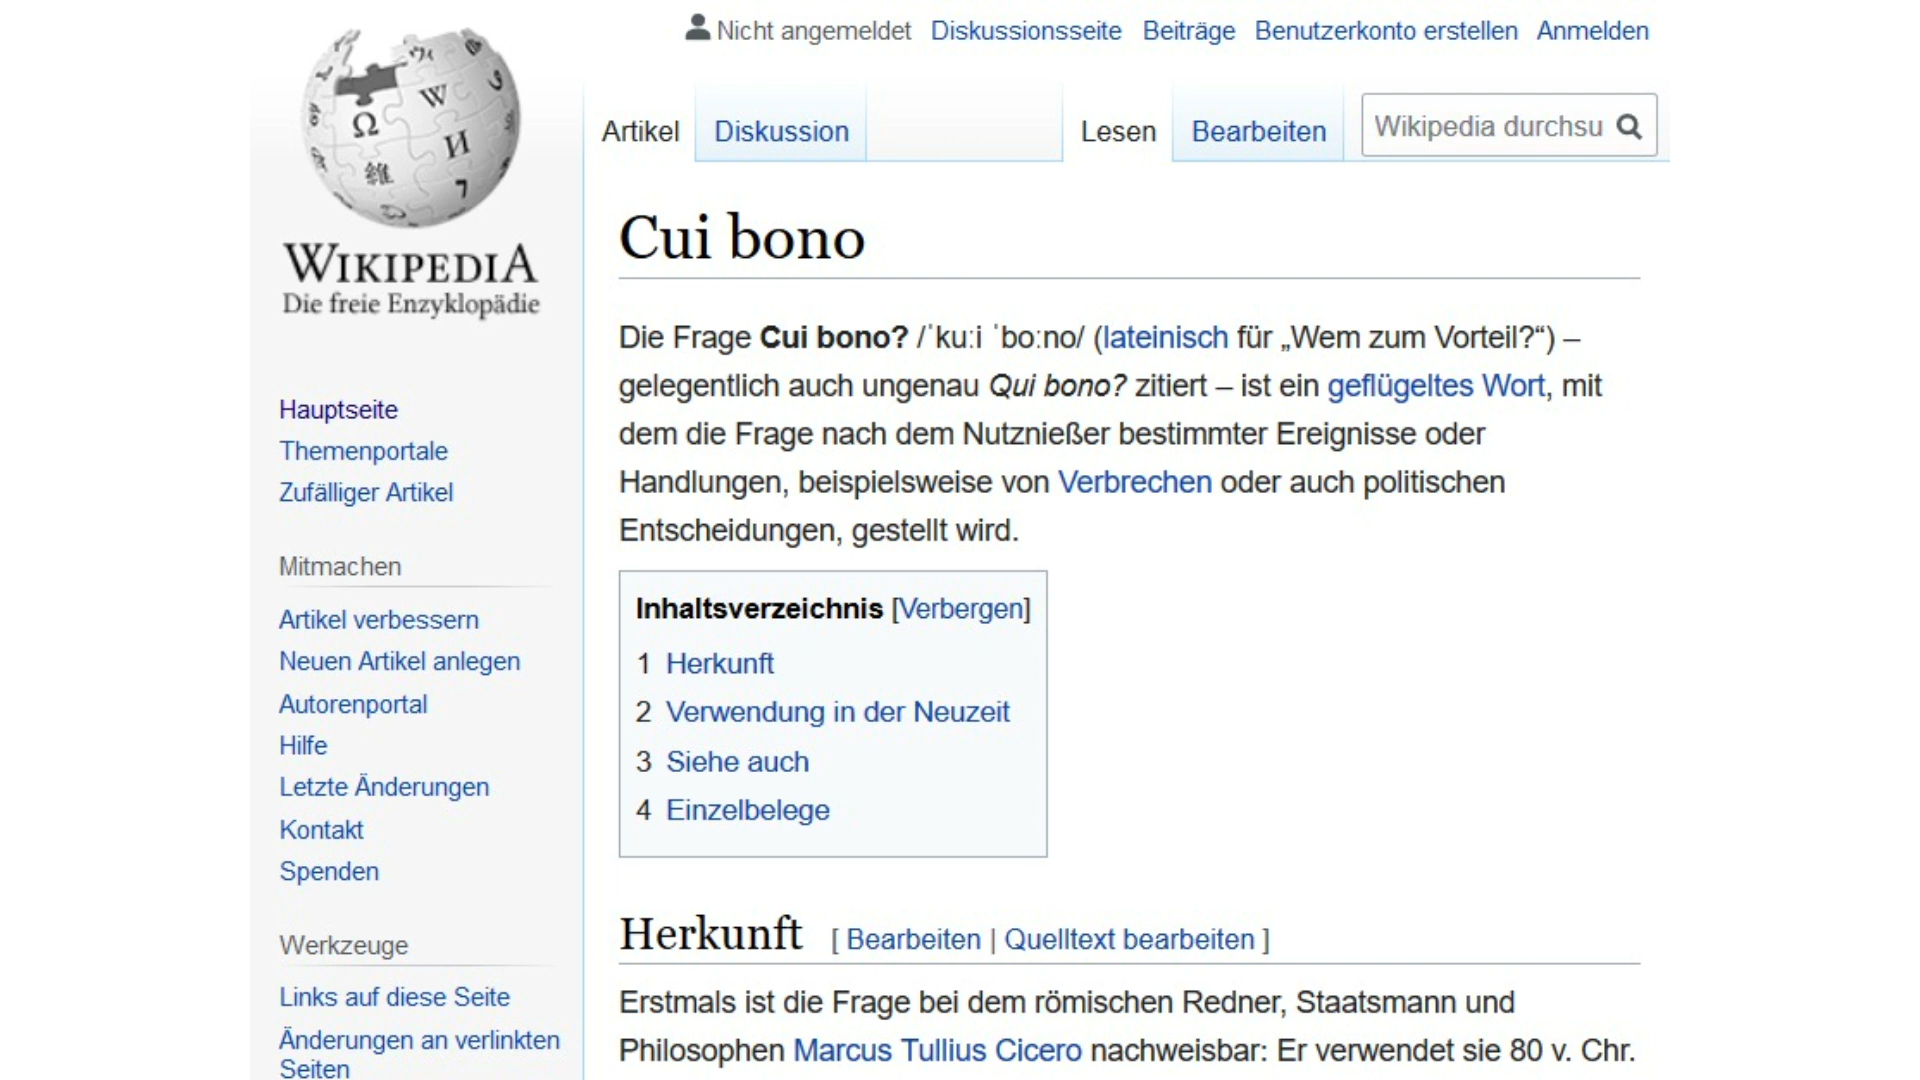 Nicht angemeldet Diskussionsseite Beiträge Benutzerkonto erstellen Anmelden
Artikel Diskussion Lesen Bearbeiten Wikipedia durchsu
WIKIPEDIA
Die freie Enzyklopädie
Hauptseite
Themenportale
Zufälliger Artikel
Mitmachen
Artikel verbessern
Neuen Artikel anlegen
Autorenportal
Hilfe
Letzte Änderungen
Kontakt
Spenden
Werkzeuge
Links auf diese Seite
Änderungen an verlinkten
Seiten
Cui bono
Die Frage Cui bono? /ˈkuːi ˈboːno/ (lateinisch für „Wem zum Vorteil?“) –
gelegentlich auch ungenau Qui bono? zitiert – ist ein geflügeltes Wort, mit
dem die Frage nach dem Nutznießer bestimmter Ereignisse oder
Handlungen, beispielsweise von Verbrechen oder auch politischen
Entscheidungen, gestellt wird.
Inhaltsverzeichnis [Verbergen]
1 Herkunft
2 Verwendung in der Neuzeit
3 Siehe auch
4 Einzelbelege
Herkunft [ Bearbeiten | Quelltext bearbeiten ]
Erstmals ist die Frage bei dem römischen Redner, Staatsmann und
Philosophen Marcus Tullius Cicero nachweisbar: Er verwendet sie 80 v. Chr.